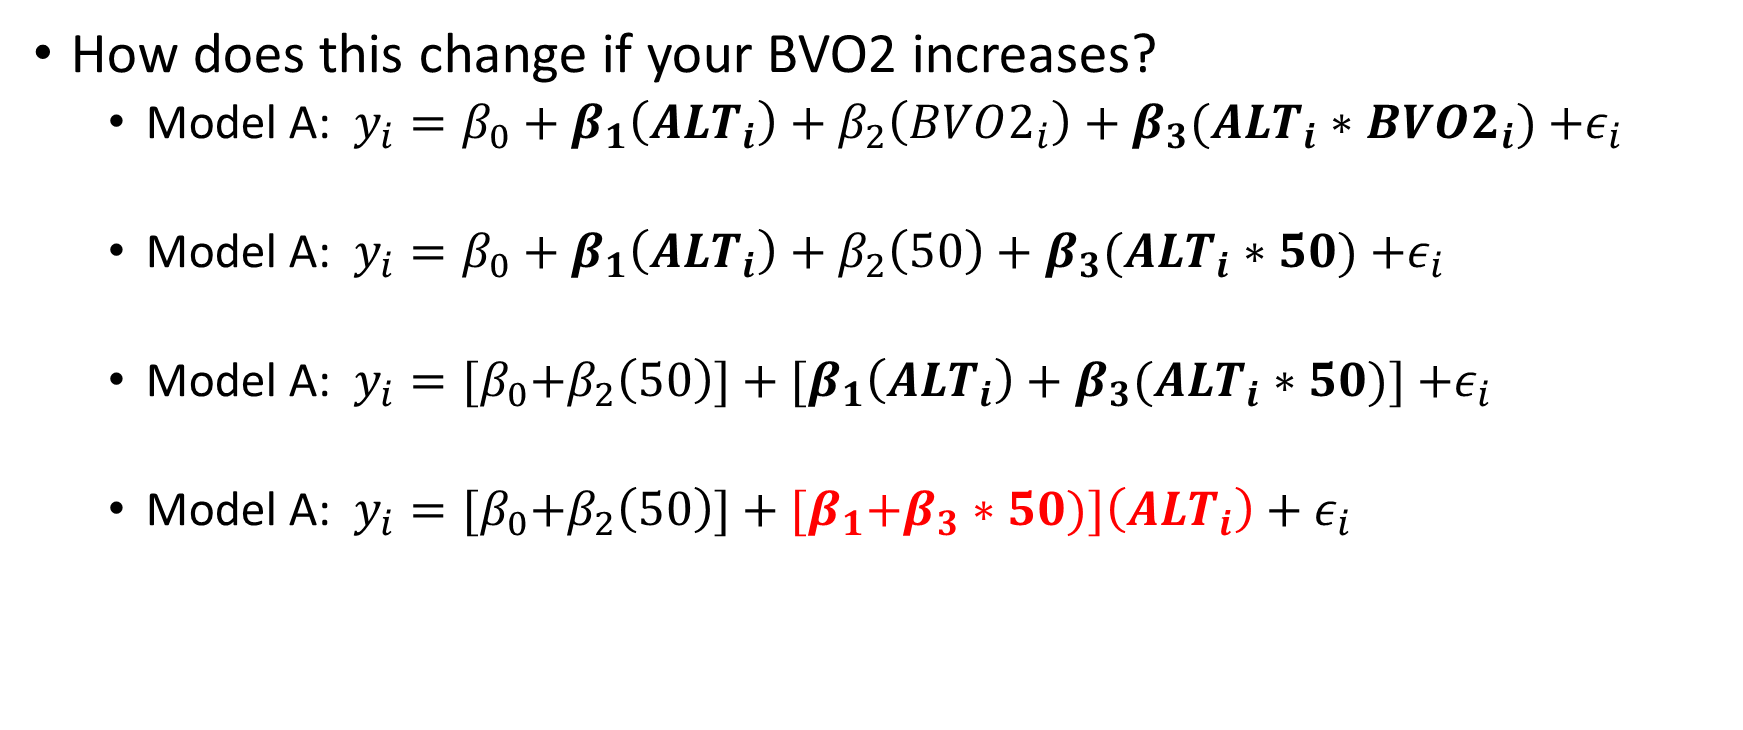 • How does this change if your BVO2 increases?
• Model A: yᵢ = β₀ + β₁(ALTᵢ) + β₂(BVO2ᵢ) + β₃(ALTᵢ * BVO2ᵢ) +ϵᵢ
• Model A: yᵢ = β₀ + β₁(ALTᵢ) + β₂(50) + β₃(ALTᵢ * 50) +ϵᵢ
• Model A: yᵢ = [β₀+β₂(50)] + [β₁(ALTᵢ) + β₃(ALTᵢ * 50)] +ϵᵢ
• Model A: yᵢ = [β₀+β₂(50)] + [β₁+β₃ * 50)](ALTᵢ) + ϵᵢ